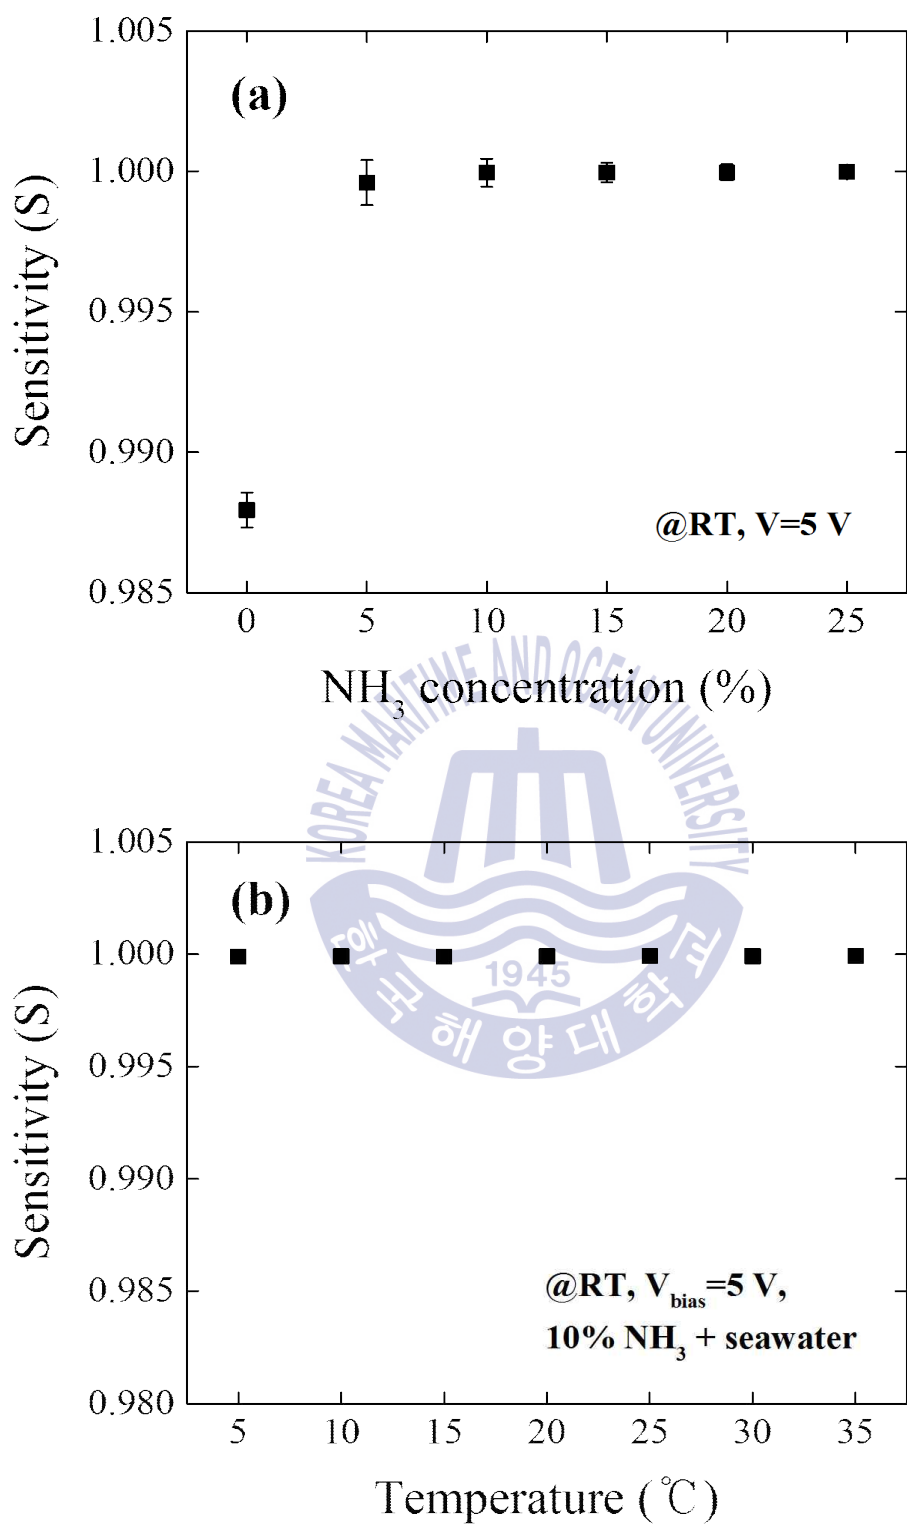 1.005
(a)
1.000
0.995
0.990
0.985
Sensitivity (S)
@RT, V=5 V
0 5 10 15 20 25
NH₃ concentration (%)
KOREA MARITIME AND OCEAN UNIVERSITY
1945
한국해양대학교
1.005
(b)
1.000
0.995
0.990
0.985
0.980
Sensitivity (S)
@RT, V_bias=5 V,
10% NH₃ + seawater
5 10 15 20 25 30 35
Temperature (℃)